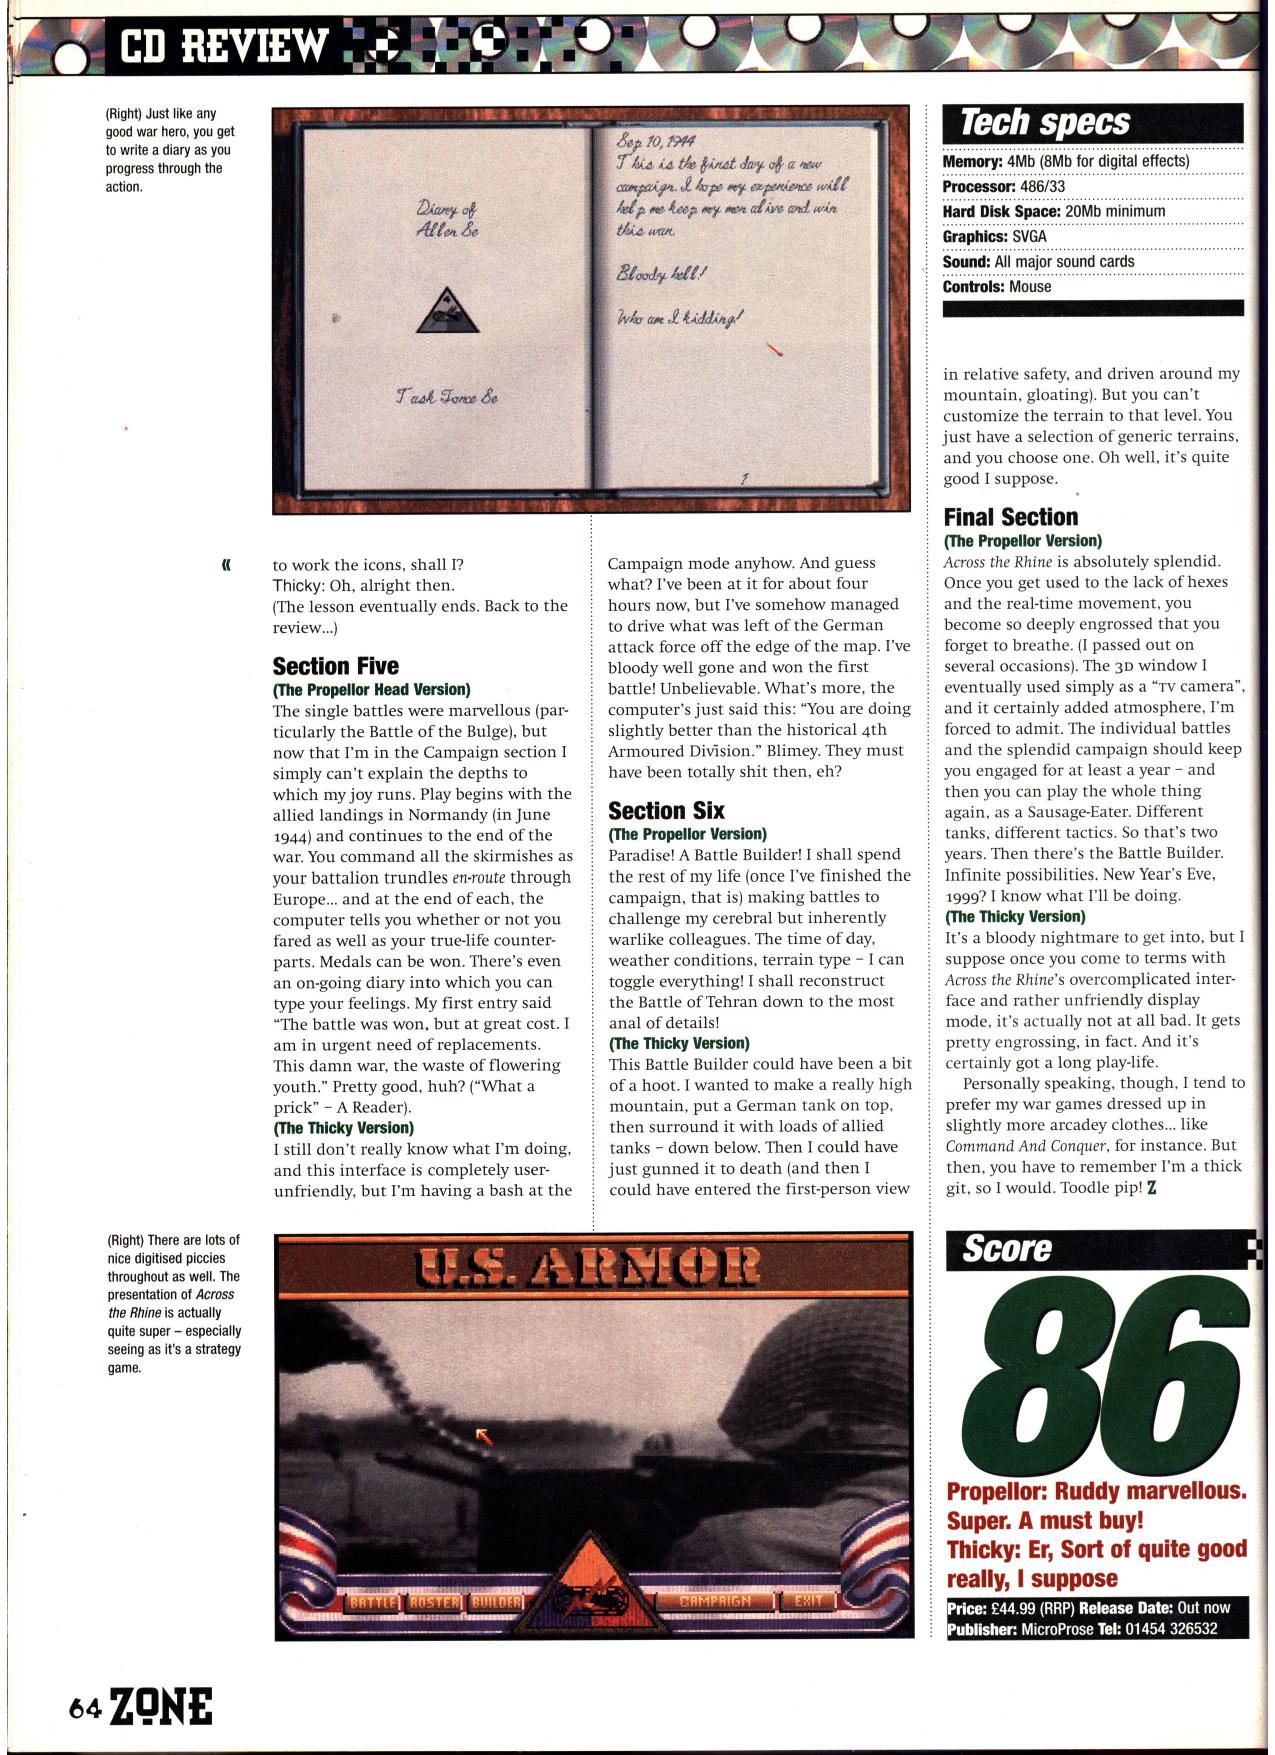 CD REVIEW
(Right) Just like any
good war hero, you get
to write a diary as you
progress through the
action.
Diary of
Allen Se
Task Force Se
Sep 10, 1944
This is the first day of a new
campaign. I hope my experience will
help me keep my men alive and win
this war.
Bloody hell!
Who am I kidding!
1
Tech specs
Memory: 4Mb (8Mb for digital effects)
Processor: 486/33
Hard Disk Space: 20Mb minimum
Graphics: SVGA
Sound: All major sound cards
Controls: Mouse
«
to work the icons, shall I?
Thicky: Oh, alright then.
(The lesson eventually ends. Back to the
review...)
Section Five
(The Propellor Head Version)
The single battles were marvellous (par-
ticularly the Battle of the Bulge), but
now that I'm in the Campaign section I
simply can't explain the depths to
which my joy runs. Play begins with the
allied landings in Normandy (in June
1944) and continues to the end of the
war. You command all the skirmishes as
your battalion trundles en-route through
Europe... and at the end of each, the
computer tells you whether or not you
fared as well as your true-life counter-
parts. Medals can be won. There's even
an on-going diary into which you can
type your feelings. My first entry said
“The battle was won, but at great cost. I
am in urgent need of replacements.
This damn war, the waste of flowering
youth.” Pretty good, huh? (“What a
prick” – A Reader).
(The Thicky Version)
I still don't really know what I'm doing,
and this interface is completely user-
unfriendly, but I'm having a bash at the
Campaign mode anyhow. And guess
what? I've been at it for about four
hours now, but I've somehow managed
to drive what was left of the German
attack force off the edge of the map. I've
bloody well gone and won the first
battle! Unbelievable. What's more, the
computer's just said this: “You are doing
slightly better than the historical 4th
Armoured Division.” Blimey. They must
have been totally shit then, eh?
Section Six
(The Propellor Version)
Paradise! A Battle Builder! I shall spend
the rest of my life (once I've finished the
campaign, that is) making battles to
challenge my cerebral but inherently
warlike colleagues. The time of day,
weather conditions, terrain type – I can
toggle everything! I shall reconstruct
the Battle of Tehran down to the most
anal of details!
(The Thicky Version)
This Battle Builder could have been a bit
of a hoot. I wanted to make a really high
mountain, put a German tank on top,
then surround it with loads of allied
tanks – down below. Then I could have
just gunned it to death (and then I
could have entered the first-person view
in relative safety, and driven around my
mountain, gloating). But you can't
customize the terrain to that level. You
just have a selection of generic terrains,
and you choose one. Oh well, it's quite
good I suppose.
Final Section
(The Propellor Version)
Across the Rhine is absolutely splendid.
Once you get used to the lack of hexes
and the real-time movement, you
become so deeply engrossed that you
forget to breathe. (I passed out on
several occasions). The 3D window I
eventually used simply as a “TV camera”,
and it certainly added atmosphere, I'm
forced to admit. The individual battles
and the splendid campaign should keep
you engaged for at least a year – and
then you can play the whole thing
again, as a Sausage-Eater. Different
tanks, different tactics. So that's two
years. Then there's the Battle Builder.
Infinite possibilities. New Year's Eve,
1999? I know what I'll be doing.
(The Thicky Version)
It's a bloody nightmare to get into, but I
suppose once you come to terms with
Across the Rhine's overcomplicated inter-
face and rather unfriendly display
mode, it's actually not at all bad. It gets
pretty engrossing, in fact. And it's
certainly got a long play-life.
Personally speaking, though, I tend to
prefer my war games dressed up in
slightly more arcadey clothes... like
Command And Conquer, for instance. But
then, you have to remember I'm a thick
git, so I would. Toodle pip! Z
(Right) There are lots of
nice digitised piccies
throughout as well. The
presentation of Across
the Rhine is actually
quite super – especially
seeing as it's a strategy
game.
U.S. ARMOR
BATTLE ROSTER BUILDER CAMPAIGN EXIT
Score
86
Propellor: Ruddy marvellous.
Super. A must buy!
Thicky: Er, Sort of quite good
really, I suppose
Price: £44.99 (RRP) Release Date: Out now
Publisher: MicroProse Tel: 01454 326532
64 ZONE